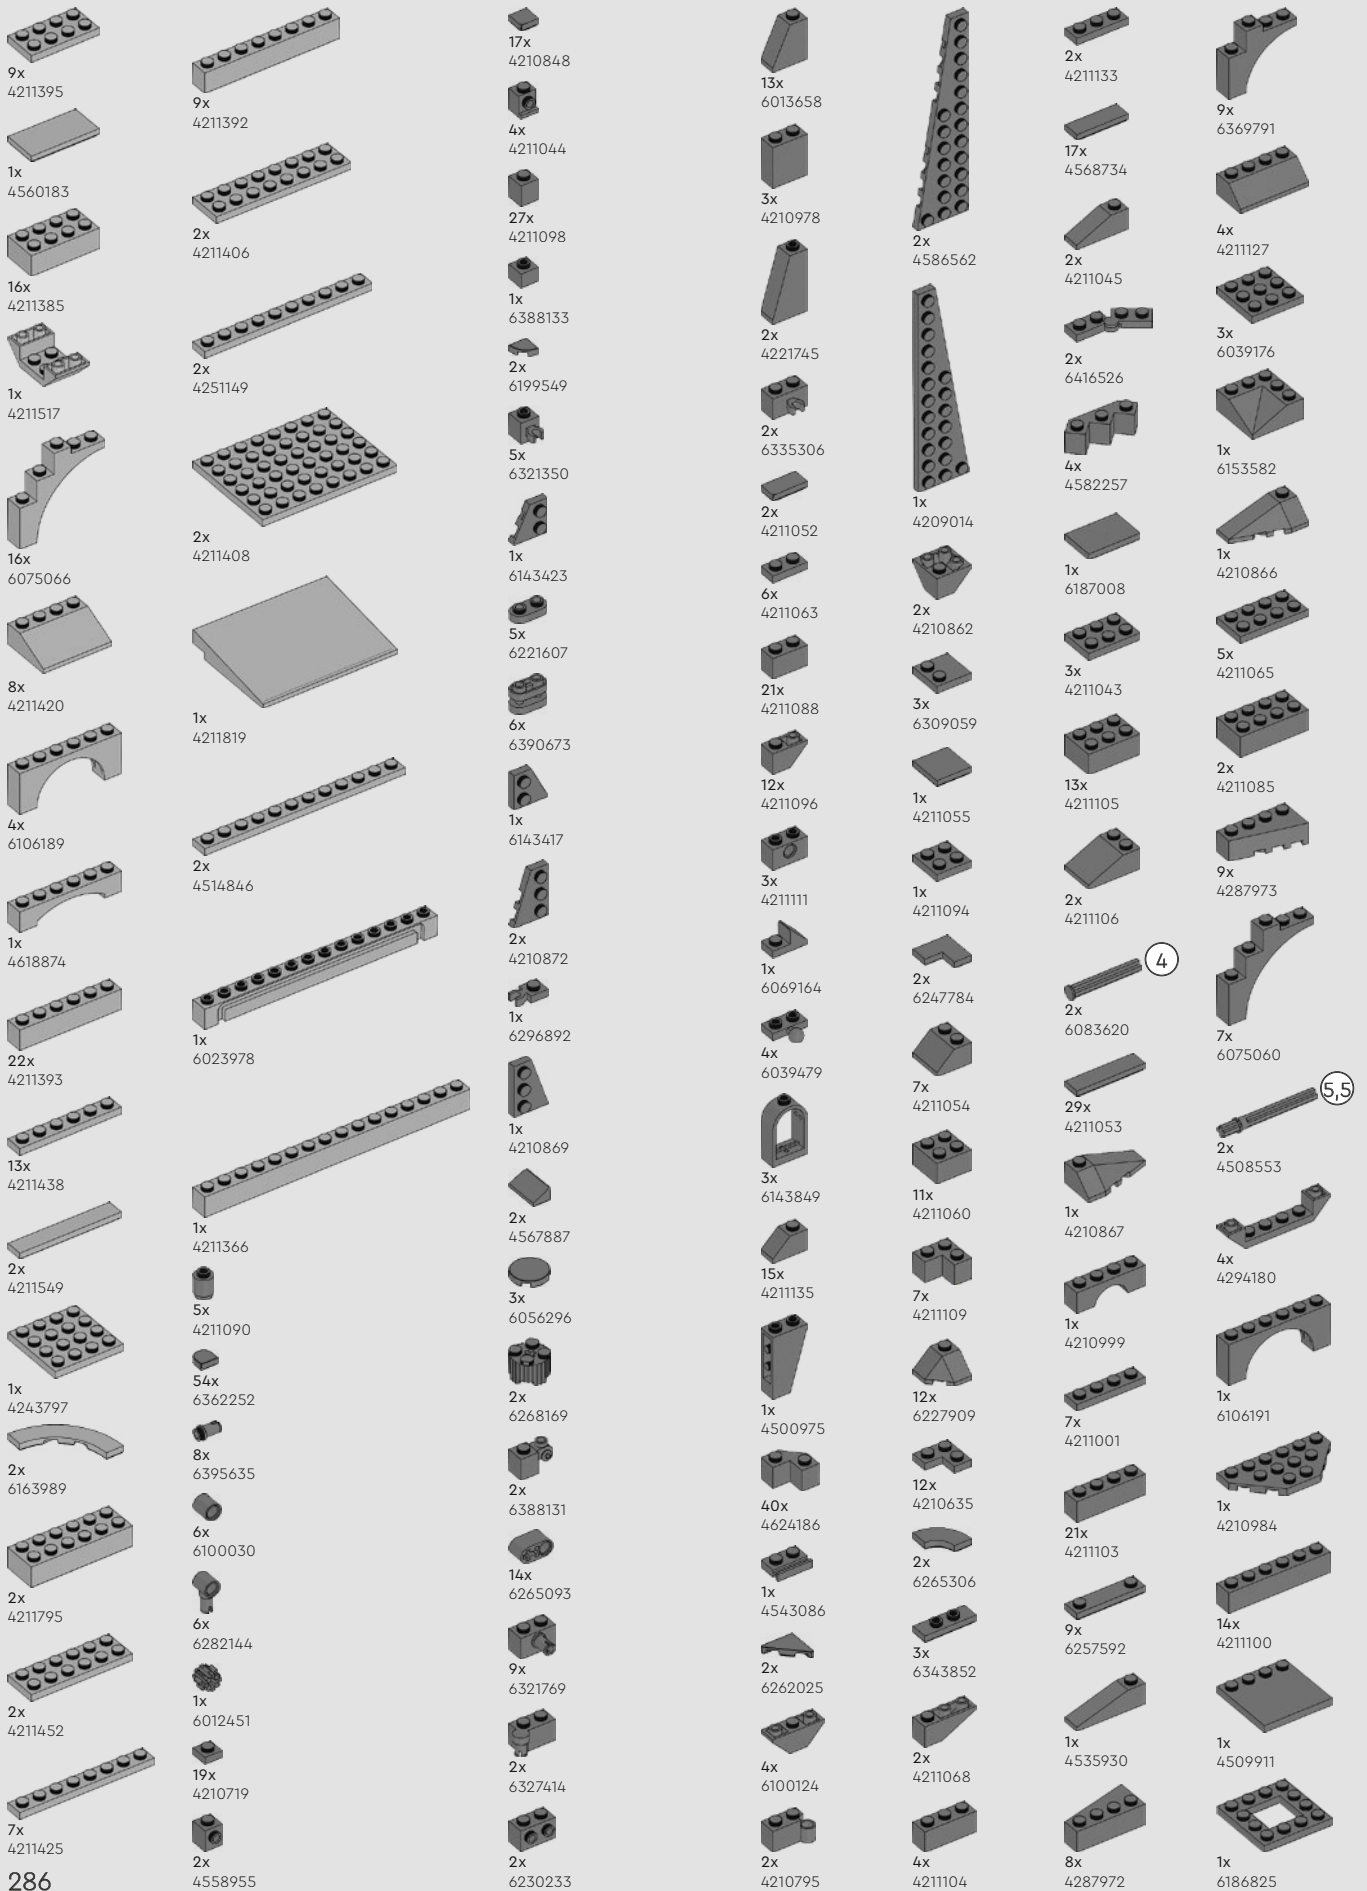 9x
4211395
1x
4560183
16x
4211385
1x
4211517
16x
6075066
8x
4211420
4x
6106189
1x
4618874
22x
4211393
13x
4211438
2x
4211549
1x
4243797
2x
6163989
2x
4211795
2x
4211452
7x
4211425
286
9x
4211392
2x
4211406
2x
4251149
2x
4211408
1x
4211819
2x
4514846
1x
6023978
1x
4211366
5x
4211090
54x
6362252
8x
6395635
6x
6100030
6x
6282144
1x
6012451
19x
4210719
2x
4558955
17x
4210848
4x
4211044
27x
4211098
1x
6388133
2x
6199549
5x
6321350
1x
6143423
5x
6221607
6x
6390673
1x
6143417
2x
4210872
1x
6296892
1x
4210869
2x
4567887
3x
6056296
2x
6268169
2x
6388131
14x
6265093
9x
6321769
2x
6327414
2x
6230233
13x
6013658
3x
4210978
2x
4221745
2x
6335306
2x
4211052
6x
4211063
21x
4211088
12x
4211096
3x
4211111
1x
6069164
4x
6039479
3x
6143849
15x
4211135
1x
4500975
40x
4624186
1x
4543086
2x
6262025
4x
6100124
2x
4210795
2x
4586562
1x
4209014
2x
4210862
3x
6309059
1x
4211055
1x
4211094
2x
6247784
7x
4211054
11x
4211060
7x
4211109
12x
6227909
12x
4210635
2x
6265306
3x
6343852
2x
4211068
4x
4211104
2x
4211133
17x
4568734
2x
4211045
2x
6416526
4x
4582257
1x
6187008
3x
4211043
13x
4211105
2x
4211106
4
2x
6083620
29x
4211053
1x
4210867
1x
4210999
7x
4211001
21x
4211103
9x
6257592
1x
4535930
8x
4287972
9x
6369791
4x
4211127
3x
6039176
1x
6153582
1x
4210866
5x
4211065
2x
4211085
9x
4287973
7x
6075060
5,5
2x
4508553
4x
4294180
1x
6106191
1x
4210984
14x
4211100
1x
4509911
1x
6186825